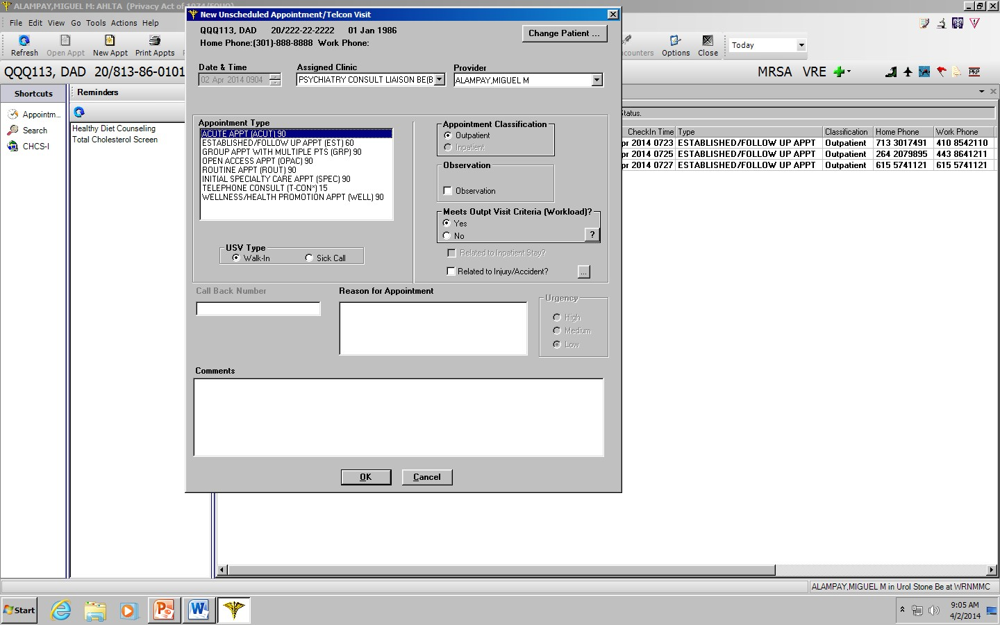 ALAMPAY,MIGUEL M: AHLTA (Privacy Act of 1974/FOUO)
New Unscheduled Appointment/Telcon Visit
File Edit View Go Tools Actions Help
QQQ113, DAD 20/222-22-2222 01 Jan 1986
Home Phone:(301)-888-8888 Work Phone:
Change Patient ...
Refresh Open Appt New Appt Print Appts
Options Close Today
QQQ113, DAD 20/813-86-0101
MRSA VRE
Date & Time Assigned Clinic Provider
02 Apr 2014 0904 PSYCHIATRY CONSULT LIAISON BE(B ALAMPAY,MIGUEL M
Shortcuts
Appointm...
Search
CHCS-I
Reminders
Healthy Diet Counseling
Total Cholesterol Screen
Appointment Type
ACUTE APPT (ACUT) 90
ESTABLISHED/FOLLOW UP APPT (EST) 60
GROUP APPT WITH MULTIPLE PTS (GRP) 90
OPEN ACCESS APPT (OPAC) 90
ROUTINE APPT (ROUT) 90
INITIAL SPECIALTY CARE APPT (SPEC) 90
TELEPHONE CONSULT (T-CON*) 15
WELLNESS/HEALTH PROMOTION APPT (WELL) 90
USV Type
Walk-In Sick Call
Appointment Classification
Outpatient
Inpatient
Observation
Observation
Meets Outpt Visit Criteria (Workload)?
Yes
No
?
Related to Inpatient Stay?
Related to Injury/Accident?
...
Call Back Number Reason for Appointment
Urgency
High
Medium
Low
Comments
OK Cancel
Status.
CheckIn Time Type Classification Home Phone Work Phone
pr 2014 0723 ESTABLISHED/FOLLOW UP APPT Outpatient 713 3017491 410 8542110
pr 2014 0725 ESTABLISHED/FOLLOW UP APPT Outpatient 264 2079895 443 8641211
pr 2014 0727 ESTABLISHED/FOLLOW UP APPT Outpatient 615 5741121 615 5741121
ALAMPAY,MIGUEL M in Urol Stone Be at WRNMMC
Start
9:05 AM
4/2/2014